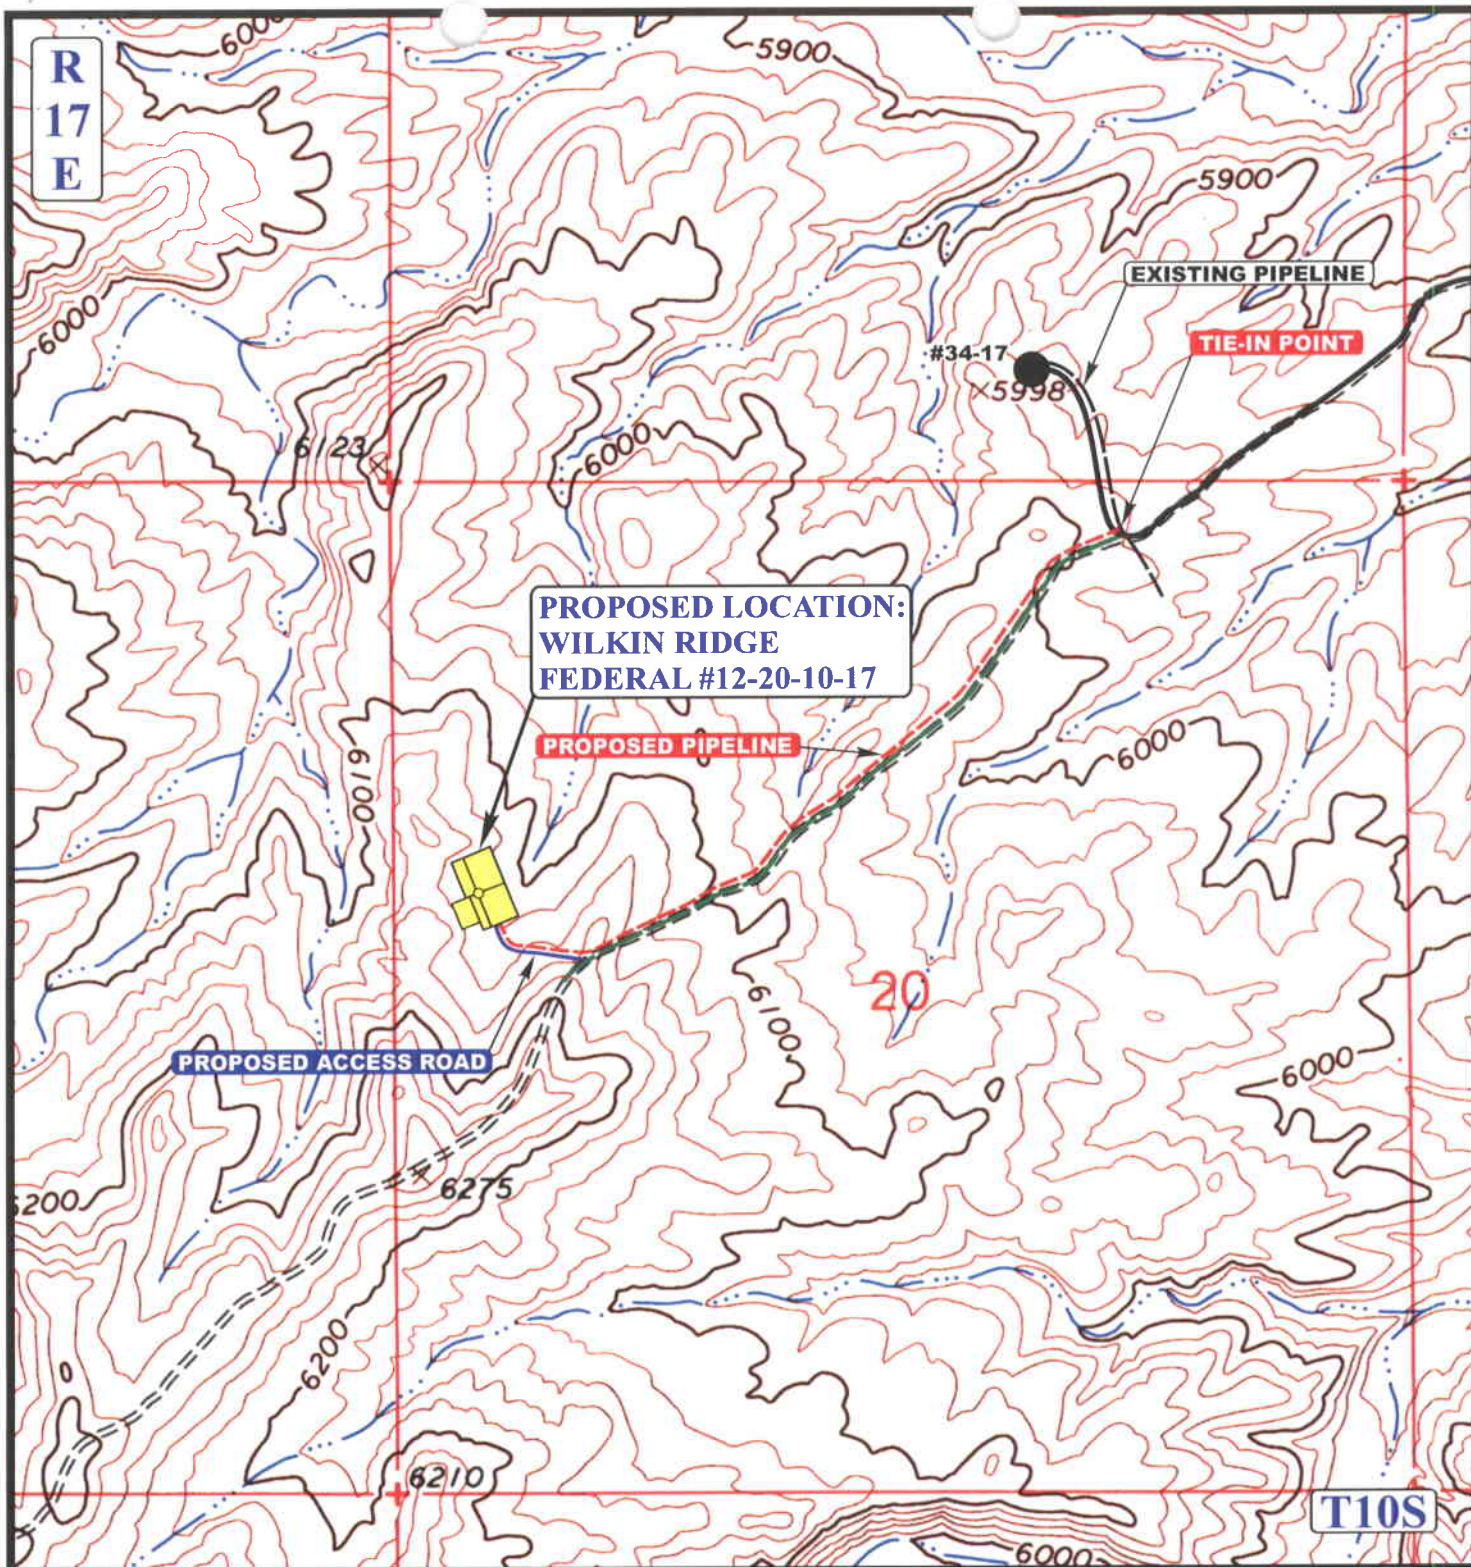 R
17
E
6000
5900
5900
EXISTING PIPELINE
6000
TIE-IN POINT
#34-17
×5998
6123
6000
PROPOSED LOCATION:
WILKIN RIDGE
FEDERAL #12-20-10-17
PROPOSED PIPELINE
6000
6100
20
6100
PROPOSED ACCESS ROAD
6000
6275
6200
6200
6210
T10S
6000